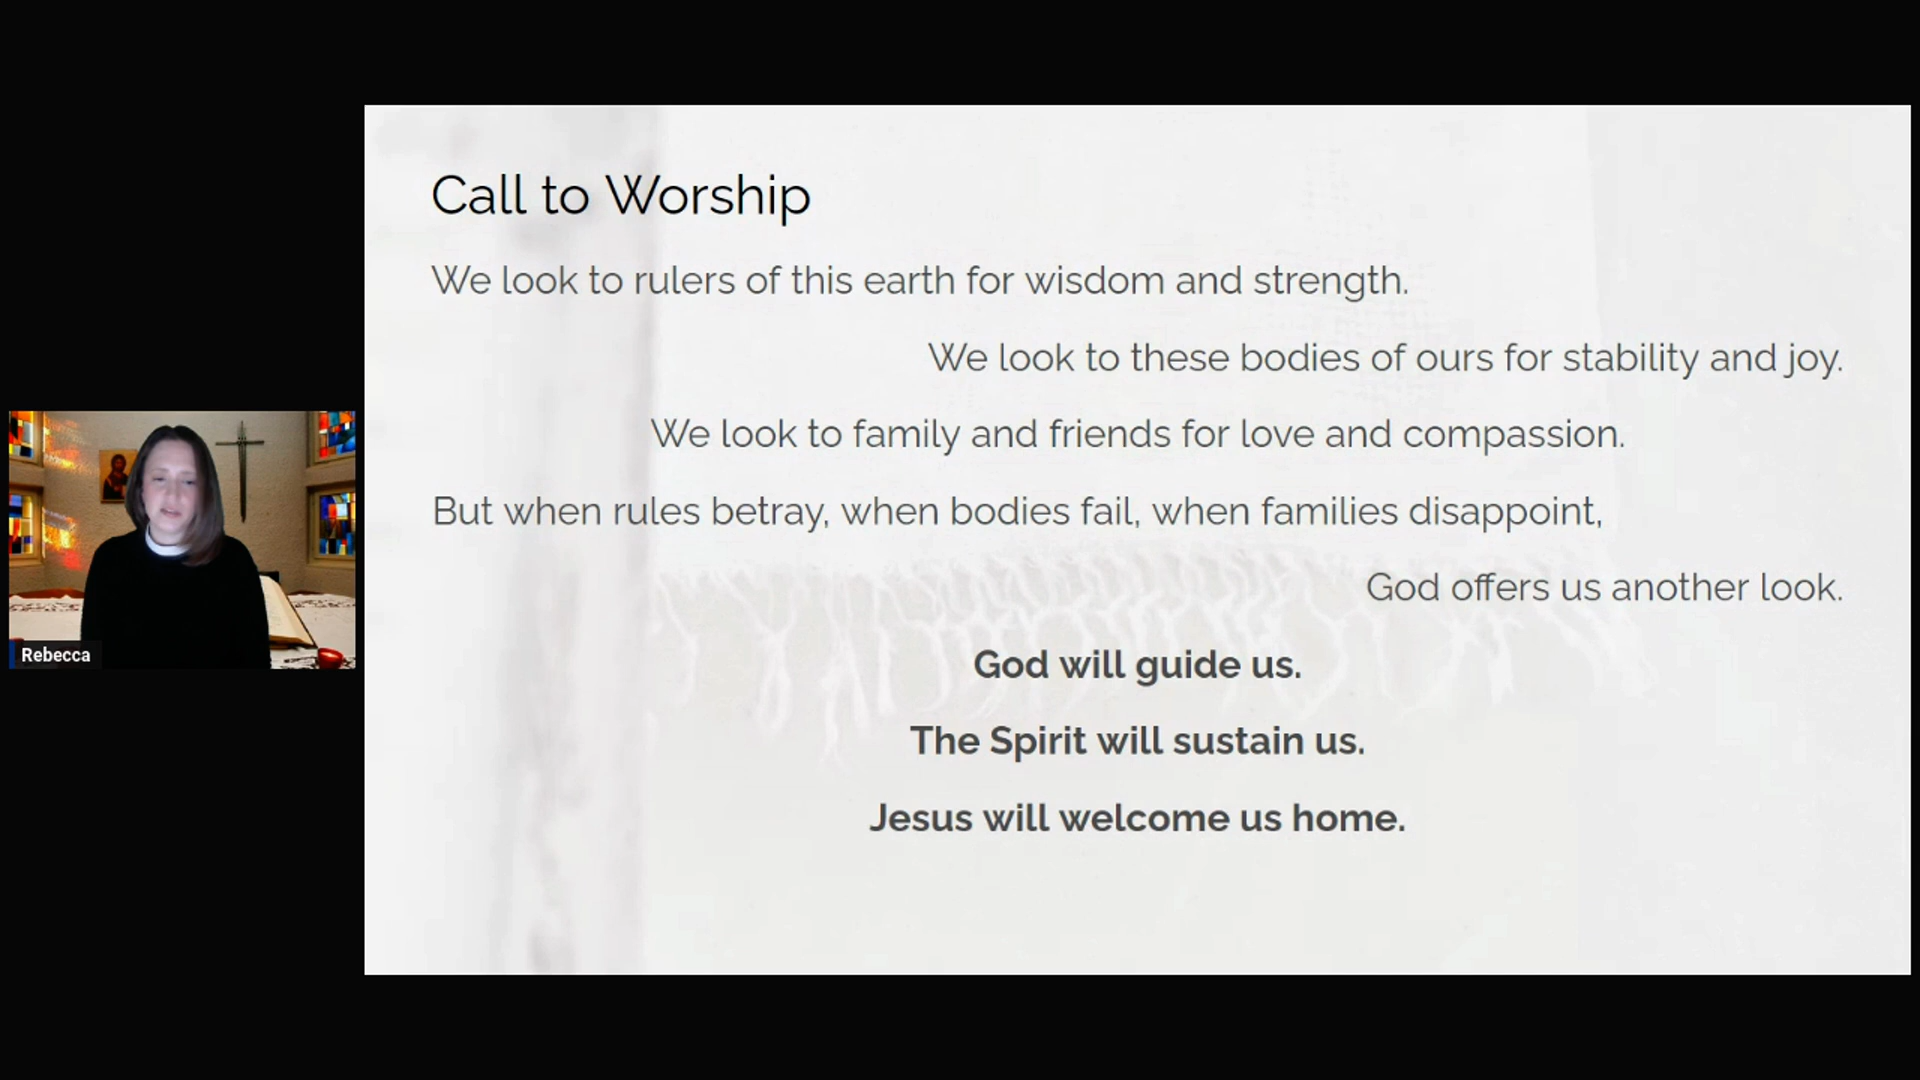 Call to Worship
We look to rulers of this earth for wisdom and strength.
We look to these bodies of ours for stability and joy.
We look to family and friends for love and compassion.
But when rules betray, when bodies fail, when families disappoint,
God offers us another look.
God will guide us.
The Spirit will sustain us.
Jesus will welcome us home.
Rebecca